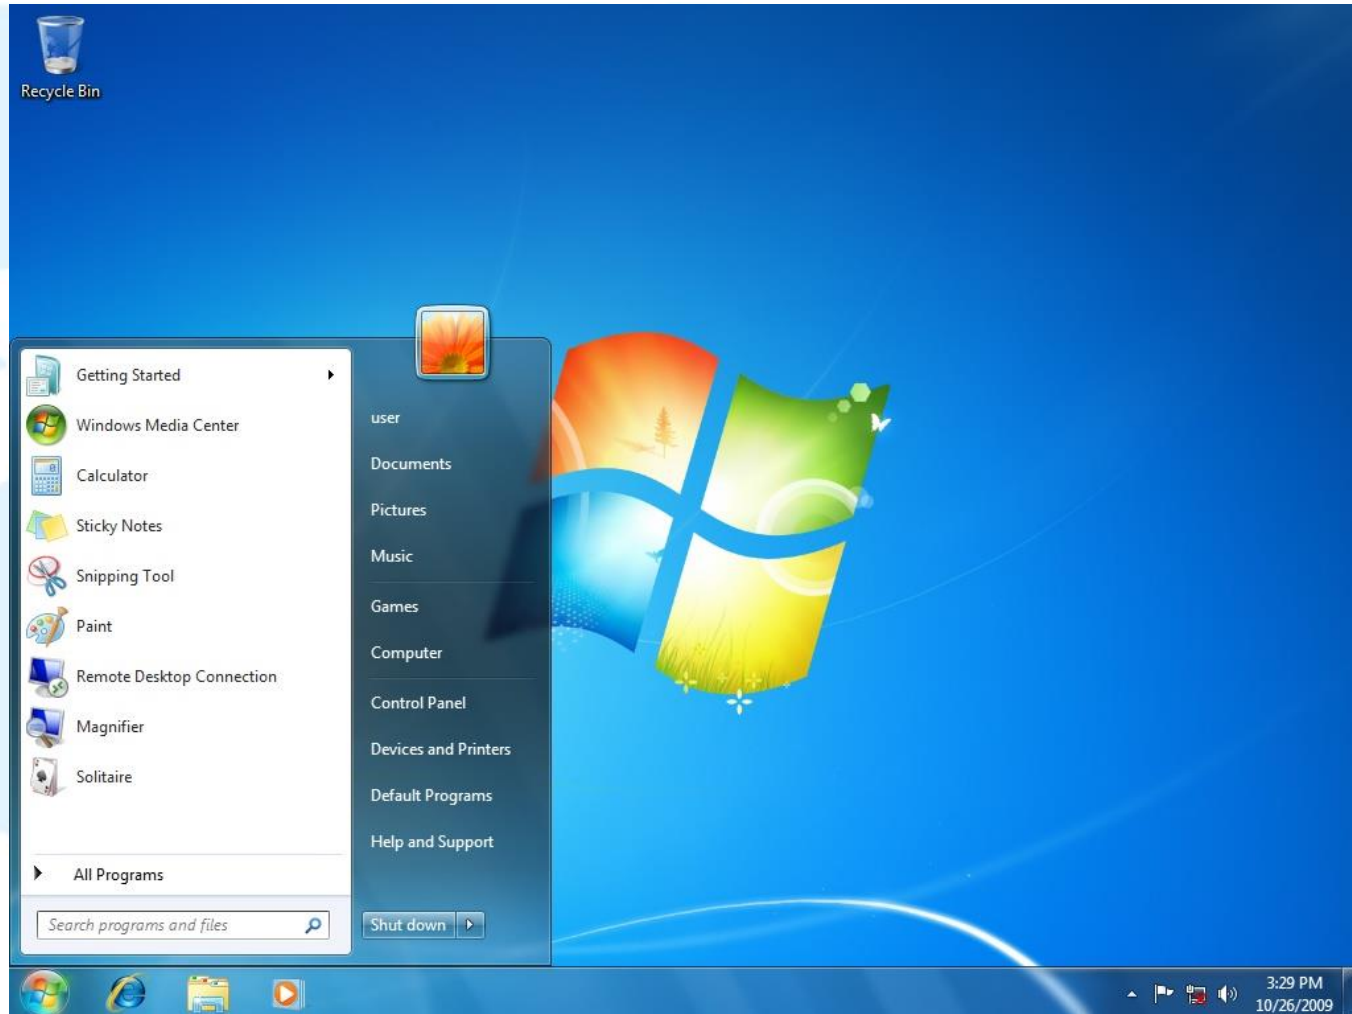 Recycle Bin
Getting Started
Windows Media Center
Calculator
Sticky Notes
Snipping Tool
Paint
Remote Desktop Connection
Magnifier
Solitaire
All Programs
Search programs and files
user
Documents
Pictures
Music
Games
Computer
Control Panel
Devices and Printers
Default Programs
Help and Support
Shut down
3:29 PM
10/26/2009